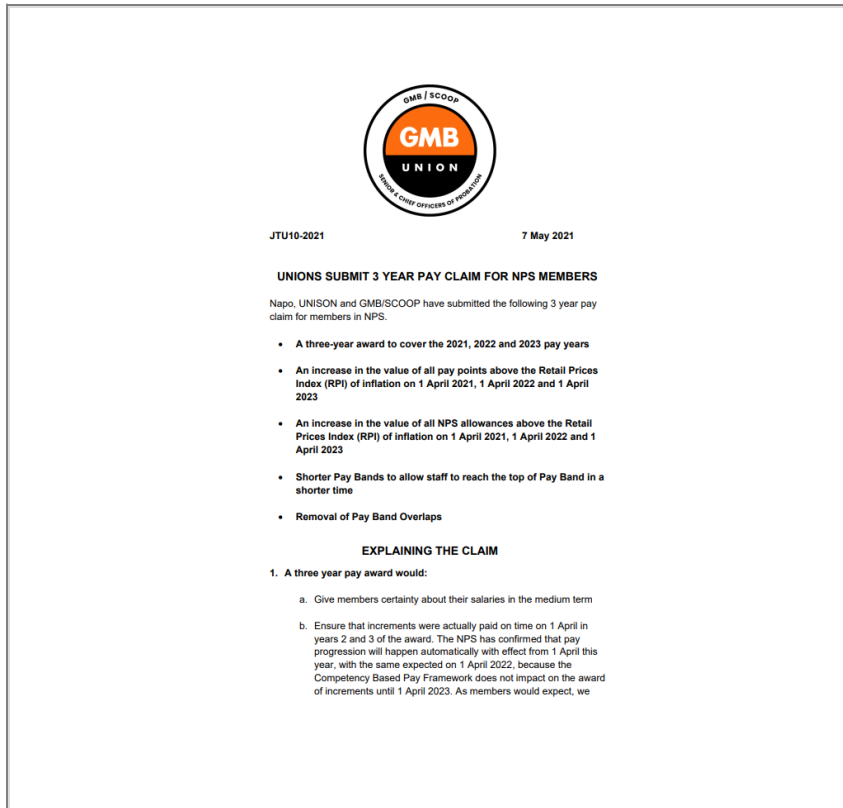 GMB / SCOOP
GMB
UNION
SENIOR & CHIEF OFFICERS OF PROBATION
JTU10-2021 7 May 2021
UNIONS SUBMIT 3 YEAR PAY CLAIM FOR NPS MEMBERS
Napo, UNISON and GMB/SCOOP have submitted the following 3 year pay
claim for members in NPS.
• A three-year award to cover the 2021, 2022 and 2023 pay years
• An increase in the value of all pay points above the Retail Prices
Index (RPI) of inflation on 1 April 2021, 1 April 2022 and 1 April
2023
• An increase in the value of all NPS allowances above the Retail
Prices Index (RPI) of inflation on 1 April 2021, 1 April 2022 and 1
April 2023
• Shorter Pay Bands to allow staff to reach the top of Pay Band in a
shorter time
• Removal of Pay Band Overlaps
EXPLAINING THE CLAIM
1. A three year pay award would:
a. Give members certainty about their salaries in the medium term
b. Ensure that increments were actually paid on time on 1 April in
years 2 and 3 of the award. The NPS has confirmed that pay
progression will happen automatically with effect from 1 April this
year, with the same expected on 1 April 2022, because the
Competency Based Pay Framework does not impact on the award
of increments until 1 April 2023. As members would expect, we